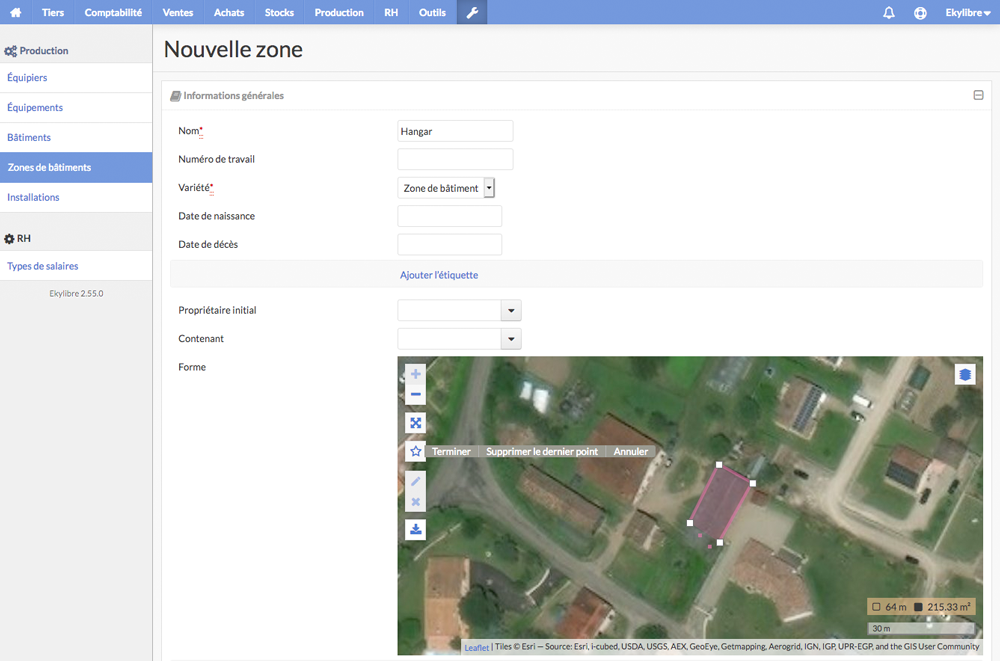 Tiers Comptabilité Ventes Achats Stocks Production RH Outils Ekylibre
Production
Équipiers
Équipements
Bâtiments
Zones de bâtiments
Installations
RH
Types de salaires
Ekylibre 2.55.0
Nouvelle zone
Informations générales
Nom* Hangar
Numéro de travail
Variété* Zone de bâtiment
Date de naissance
Date de décès
Ajouter l'étiquette
Propriétaire initial
Contenant
Forme
Terminer Supprimer le dernier point Annuler
64 m 215.33 m²
30 m
Leaflet | Tiles © Esri — Source: Esri, i-cubed, USDA, USGS, AEX, GeoEye, Getmapping, Aerogrid, IGN, IGP, UPR-EGP, and the GIS User Community